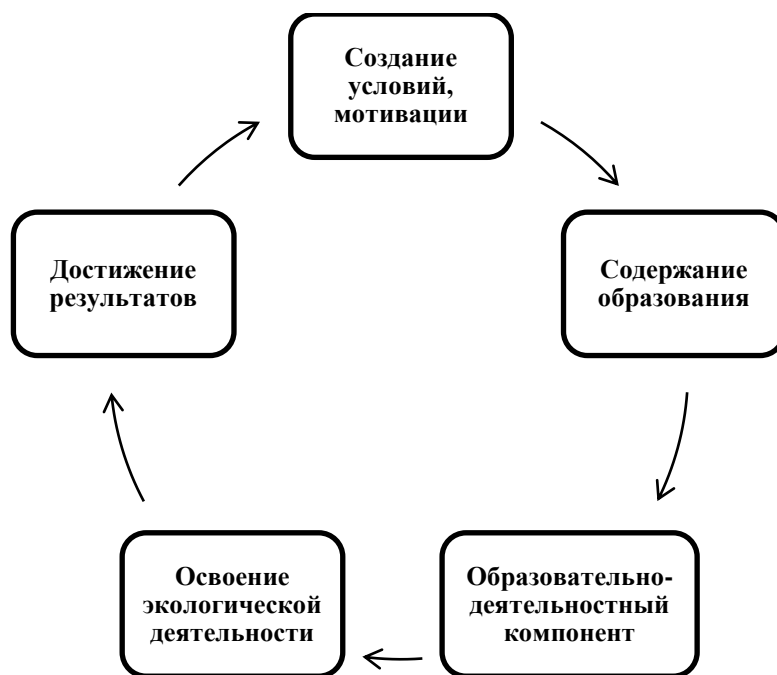 Создание
условий,
мотивации
Содержание
образования
Образовательно-
деятельностный
компонент
Освоение
экологической
деятельности
Достижение
результатов